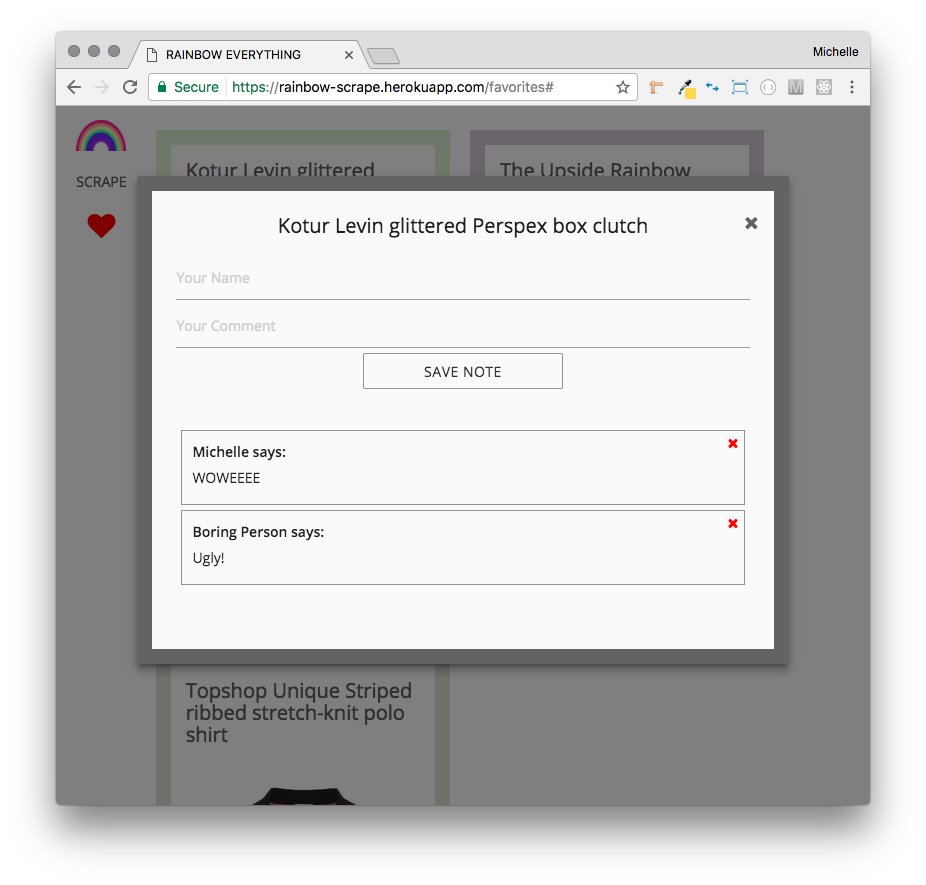 RAINBOW EVERYTHING
Michelle
Secure https://rainbow-scrape.herokuapp.com/favorites#
SCRAPE
Kotur Levin glittered
The Upside Rainbow
Kotur Levin glittered Perspex box clutch
Your Name
Your Comment
SAVE NOTE
Michelle says:
WOWEEEE
Boring Person says:
Ugly!
Topshop Unique Striped
ribbed stretch-knit polo
shirt